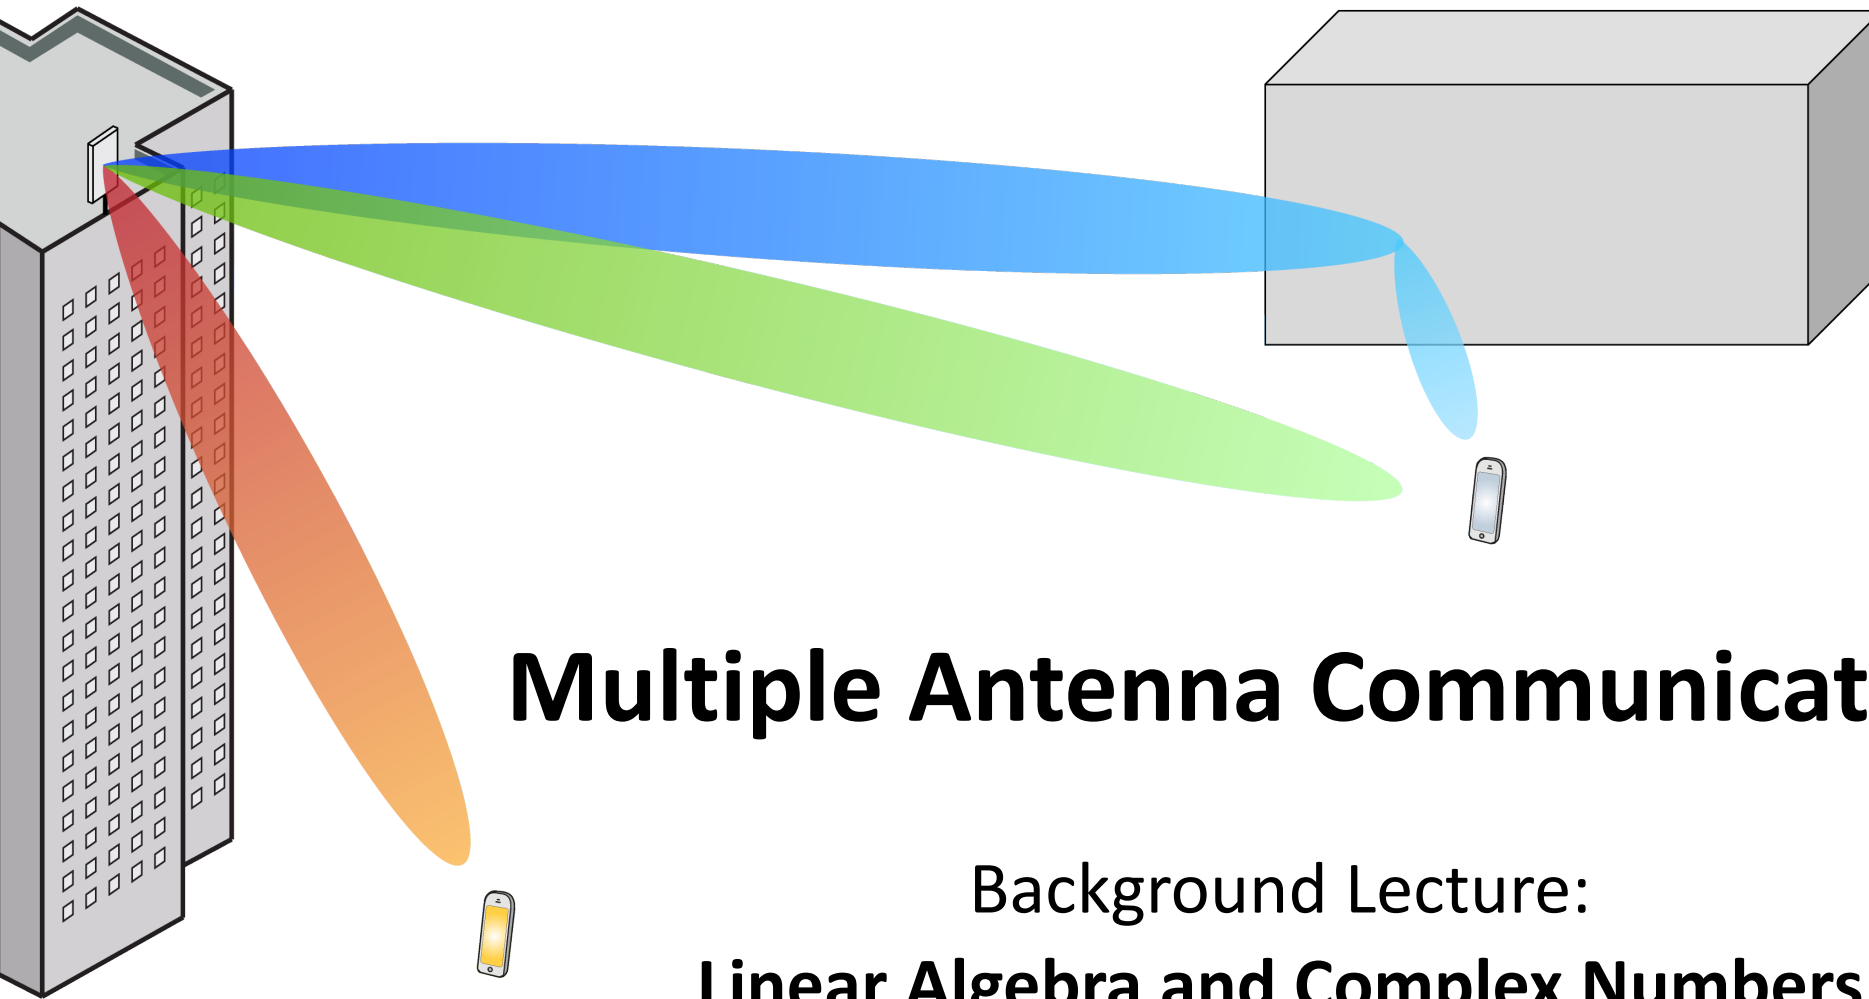 Multiple Antenna Communicat
Background Lecture:
Linear Algebra and Complex Numbers